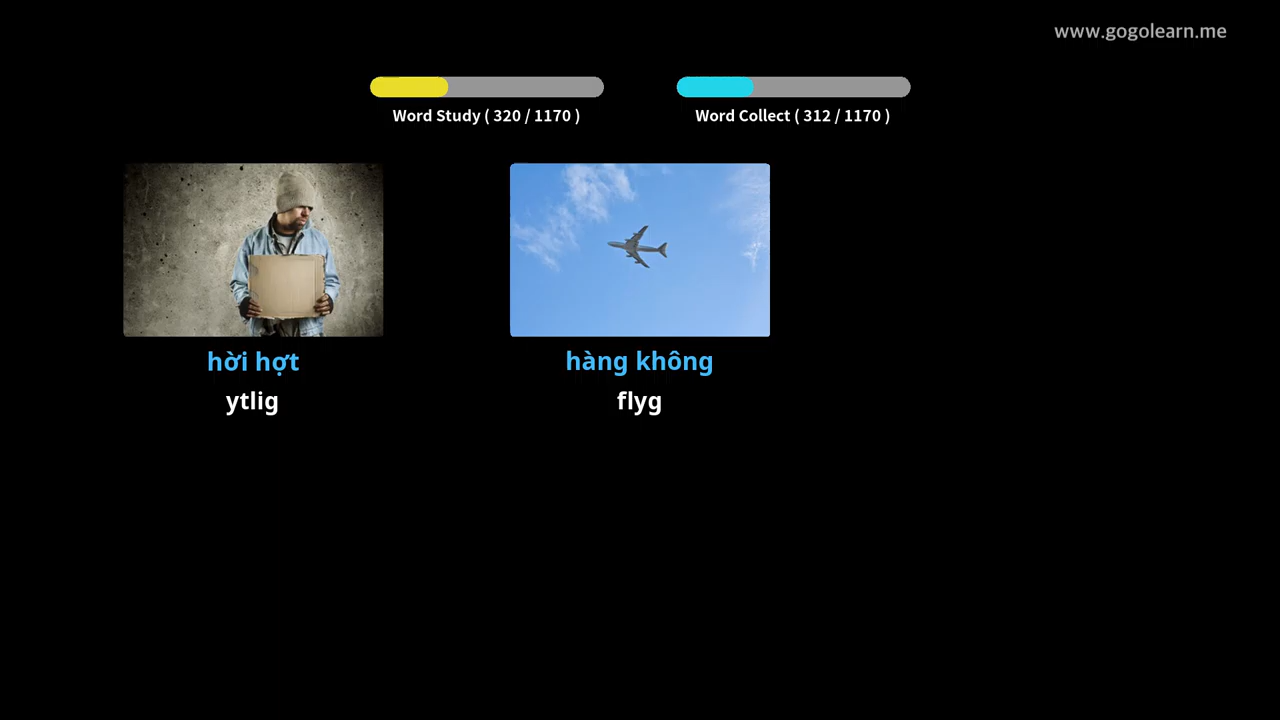 www.gogolearn.me
Word Study ( 320 / 1170 )
Word Collect ( 312 / 1170 )
hời hợt
ytlig
hàng không
flyg